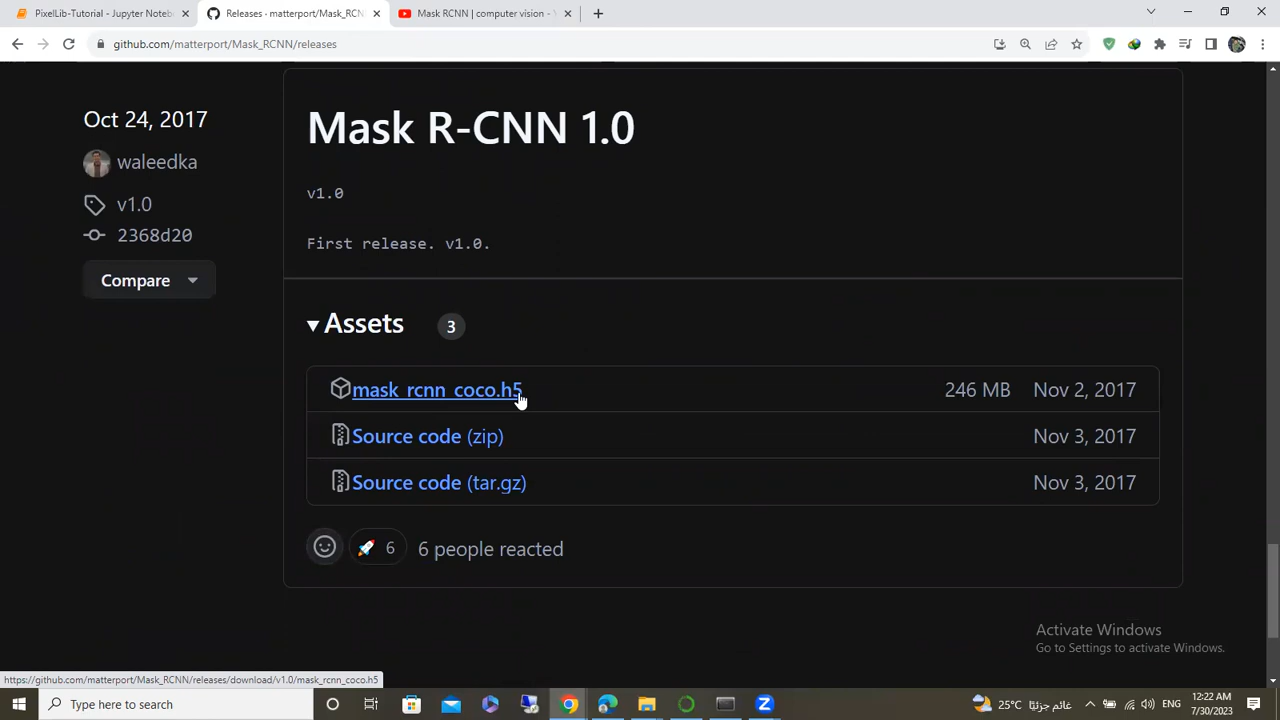 PixelLib-Tutorial - Jupyter Noteb
Releases - matterport/Mask_RCN
Mask RCNN | computer vision -
github.com/matterport/Mask_RCNN/releases
Oct 24, 2017
waleedka
v1.0
2368d20
Compare
Mask R-CNN 1.0
v1.0
First release. v1.0.
Assets 3
mask_rcnn_coco.h5 246 MB Nov 2, 2017
Source code (zip) Nov 3, 2017
Source code (tar.gz) Nov 3, 2017
6 6 people reacted
Activate Windows
Go to Settings to activate Windows.
https://github.com/matterport/Mask_RCNN/releases/download/v1.0/mask_rcnn_coco.h5
Type here to search
25°C غائم جزئيًا
12:22 AM
7/30/2023